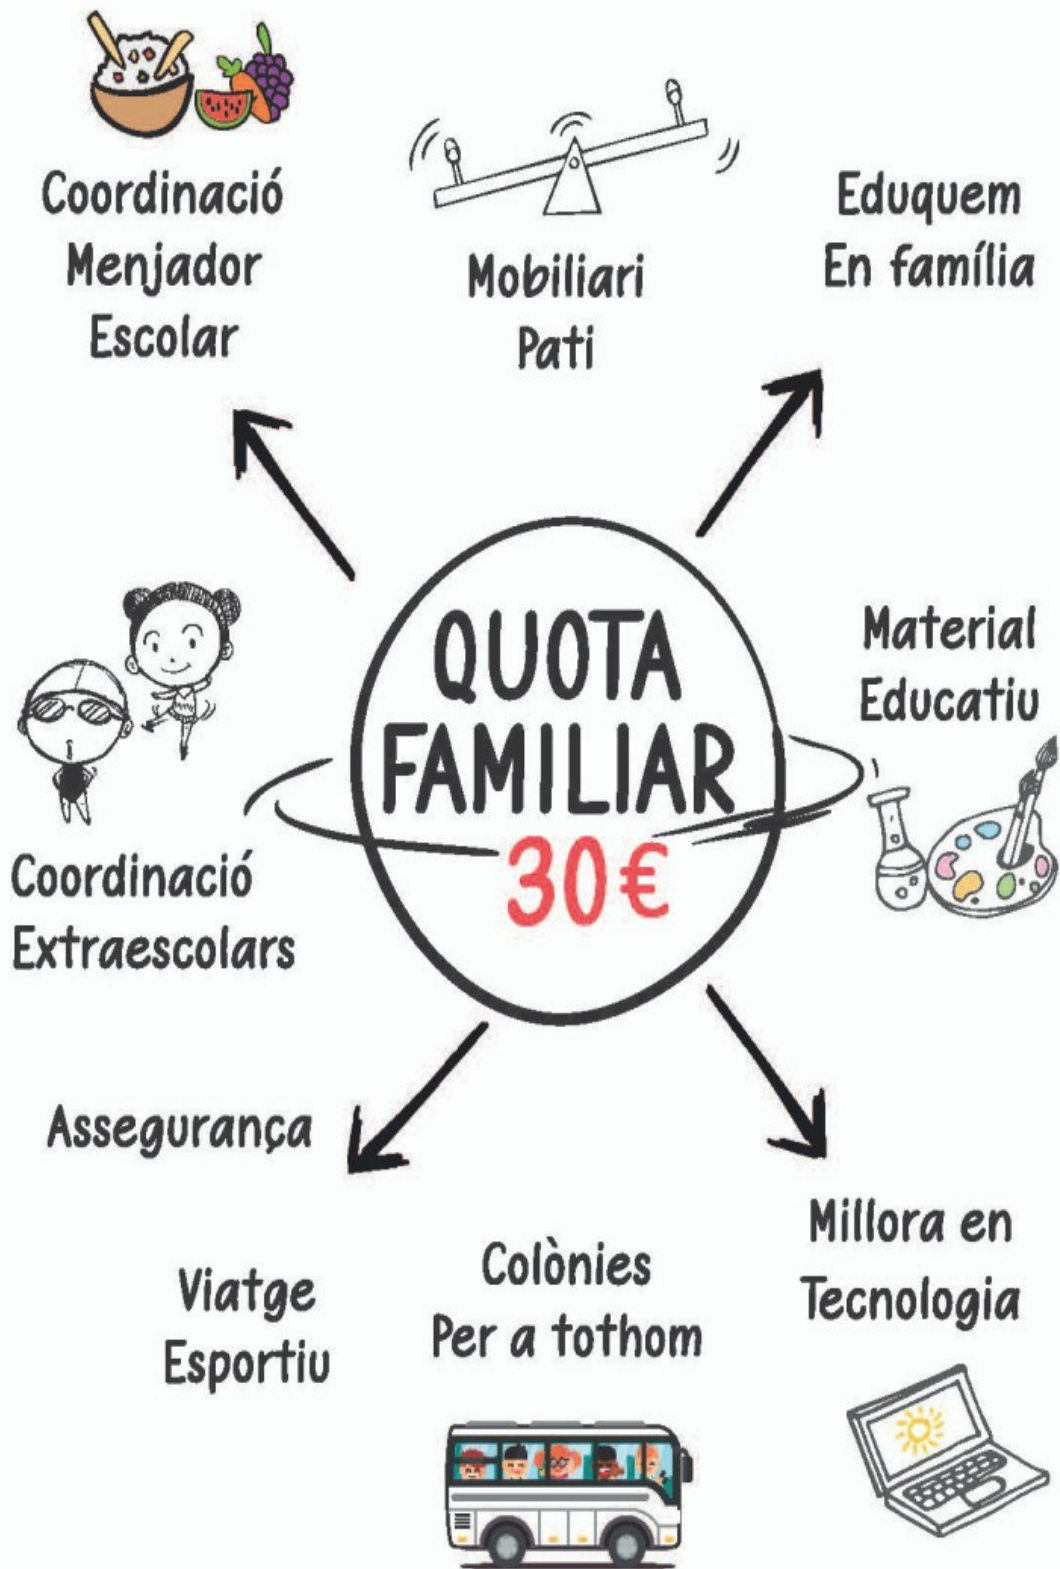 Coordinació
Menjador
Escolar
Mobiliari
Pati
Eduquem
En família
QUOTA
FAMILIAR
30€
Material
Educatiu
Coordinació
Extraescolars
Assegurança
Viatge
Esportiu
Colònies
Per a tothom
Millora en
Tecnologia